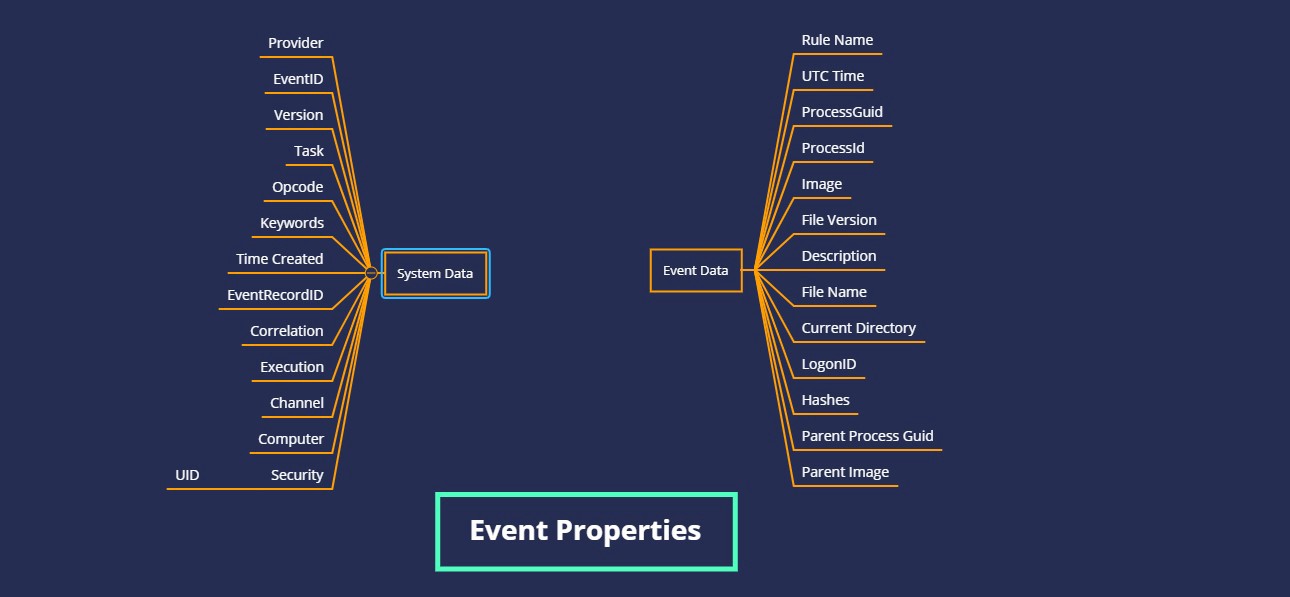 Provider
EventID
Version
Task
Opcode
Keywords
Time Created
EventRecordID
Correlation
Execution
Channel
Computer
UID Security
System Data
Event Data
Rule Name
UTC Time
ProcessGuid
ProcessId
Image
File Version
Description
File Name
Current Directory
LogonID
Hashes
Parent Process Guid
Parent Image
Event Properties